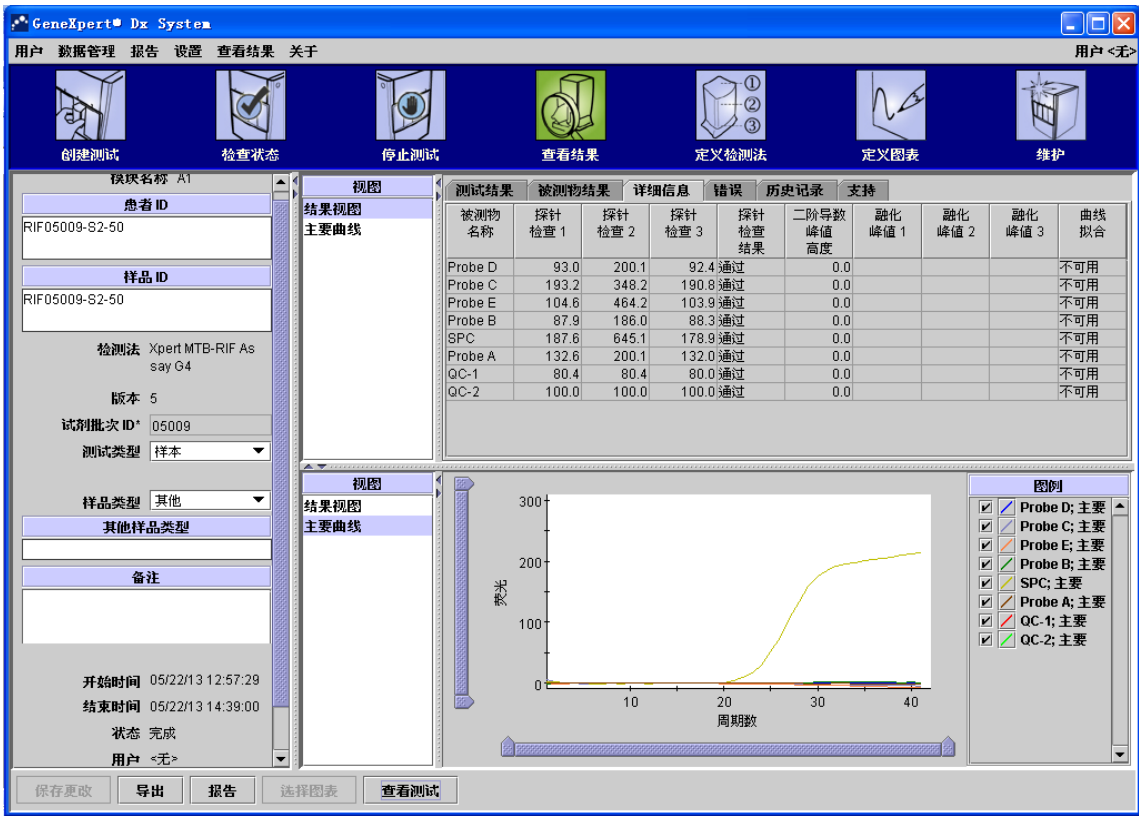 GeneXpert® Dx System
用户 数据管理 报告 设置 查看结果 关于 用户 <无>
创建测试 检查状态 停止测试 查看结果 定义检测法 定义图表 维护
模块名称 A1
患者 ID
RIF05009-S2-50
样品 ID
RIF05009-S2-50
检测法 Xpert MTB-RIF As
say G4
版本 5
试剂批次 ID* 05009
测试类型 样本
样品类型 其他
其他样品类型
备注
开始时间 05/22/13 12:57:29
结束时间 05/22/13 14:39:00
状态 完成
用户 <无>
视图
结果视图
主要曲线
测试结果 被测物结果 详细信息 错误 历史记录 支持
被测物 探针 探针 探针 探针 二阶导数 融化 融化 融化 曲线
名称 检查 1 检查 2 检查 3 检查 峰值 峰值 1 峰值 2 峰值 3 拟合
结果 高度
Probe D 93.0 200.1 92.4 通过 0.0 不可用
Probe C 193.2 348.2 190.8 通过 0.0 不可用
Probe E 104.6 464.2 103.9 通过 0.0 不可用
Probe B 87.9 186.0 88.3 通过 0.0 不可用
SPC 187.6 645.1 178.9 通过 0.0 不可用
Probe A 132.6 200.1 132.0 通过 0.0 不可用
QC-1 80.4 80.4 80.0 通过 0.0 不可用
QC-2 100.0 100.0 100.0 通过 0.0 不可用
视图
结果视图
主要曲线
300
200
100
0
荧光
10 20 30 40
周期数
图例
Probe D; 主要
Probe C; 主要
Probe E; 主要
Probe B; 主要
SPC; 主要
Probe A; 主要
QC-1; 主要
QC-2; 主要
保存更改 导出 报告 选择图表 查看测试